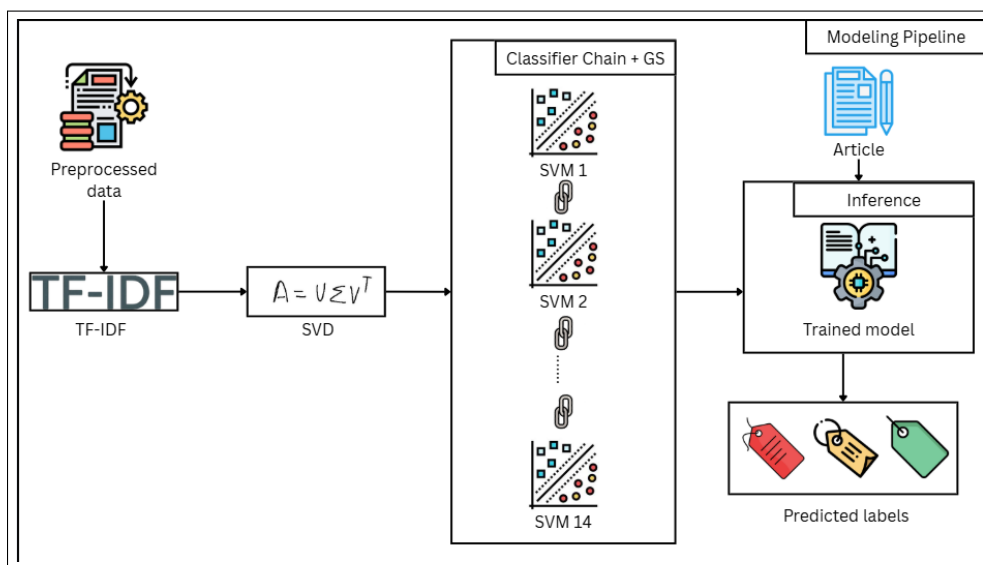 Modeling Pipeline
Preprocessed
data
TF-IDF
TF-IDF
A = UΣV^T
SVD
Classifier Chain + GS
SVM 1
SVM 2
SVM 14
Article
Inference
Trained model
Predicted labels